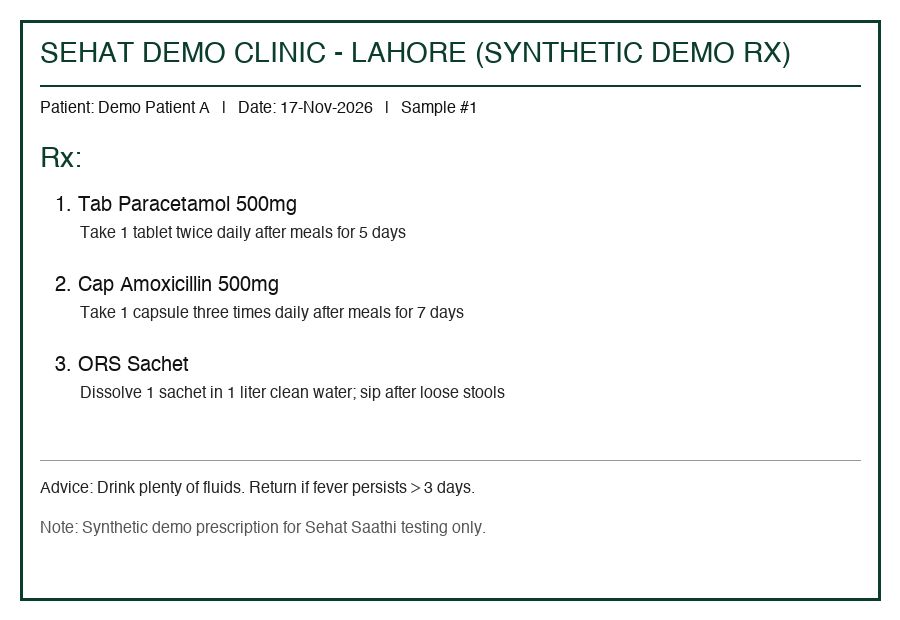 SEHAT DEMO CLINIC - LAHORE (SYNTHETIC DEMO RX)
Patient: Demo Patient A | Date: 17-Nov-2026 | Sample #1
Rx:
1. Tab Paracetamol 500mg
Take 1 tablet twice daily after meals for 5 days
2. Cap Amoxicillin 500mg
Take 1 capsule three times daily after meals for 7 days
3. ORS Sachet
Dissolve 1 sachet in 1 liter clean water; sip after loose stools
Advice: Drink plenty of fluids. Return if fever persists > 3 days.
Note: Synthetic demo prescription for Sehat Saathi testing only.